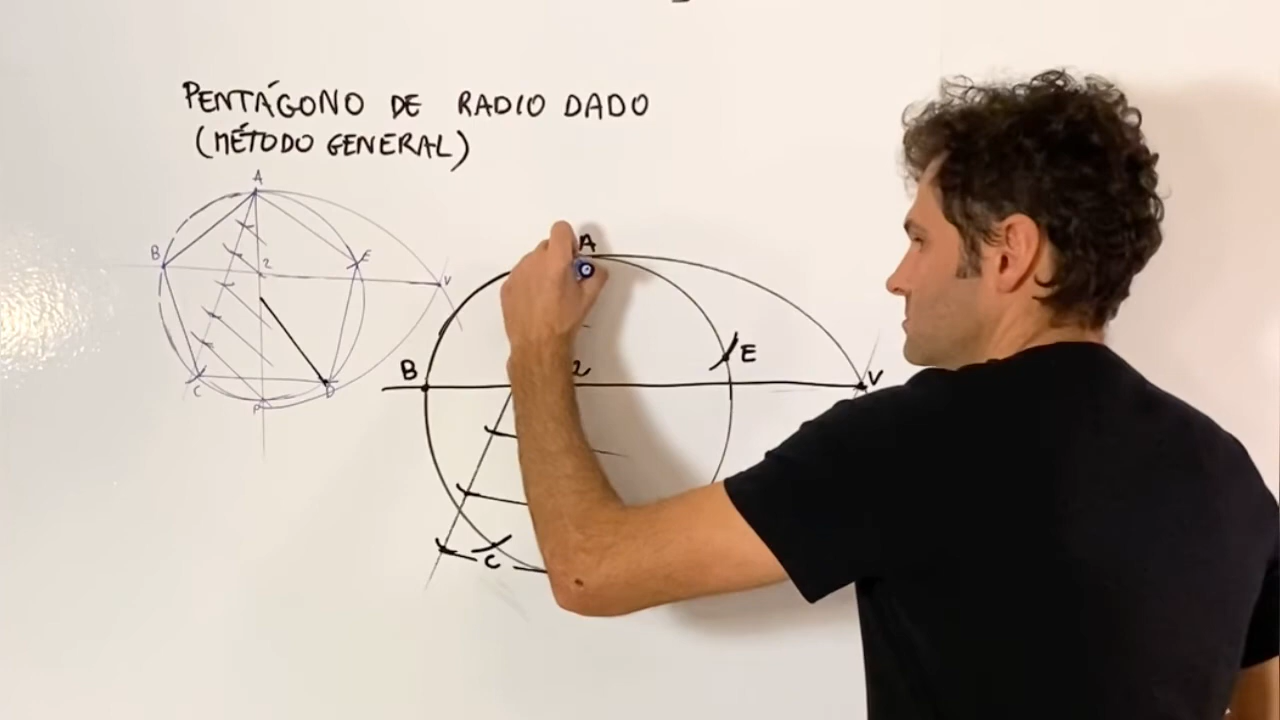 PENTÁGONO DE RADIO DADO
(MÉTODO GENERAL)
A
B
2
E
V
C
D
P
A
B
2
E
V
C